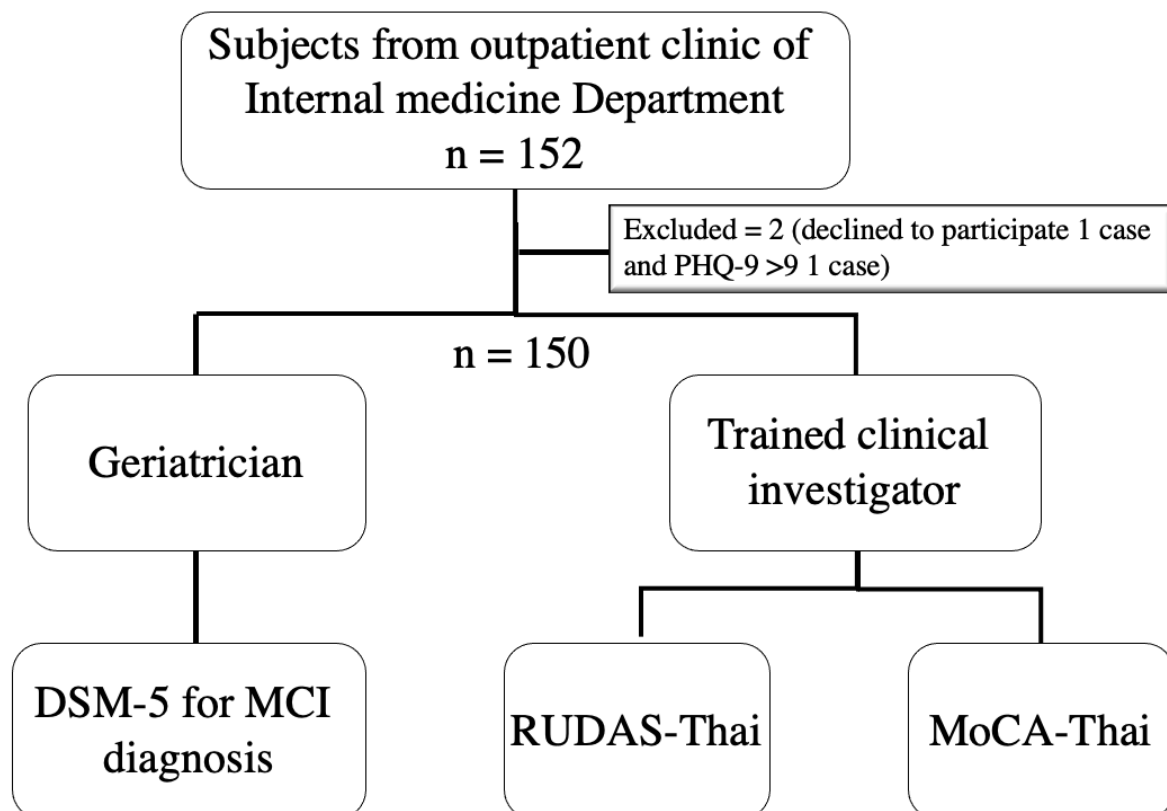 Subjects from outpatient clinic of
Internal medicine Department
n = 152
Excluded = 2 (declined to participate 1 case
and PHQ-9 >9 1 case)
n = 150
Geriatrician
Trained clinical
investigator
DSM-5 for MCI
diagnosis
RUDAS-Thai
MoCA-Thai